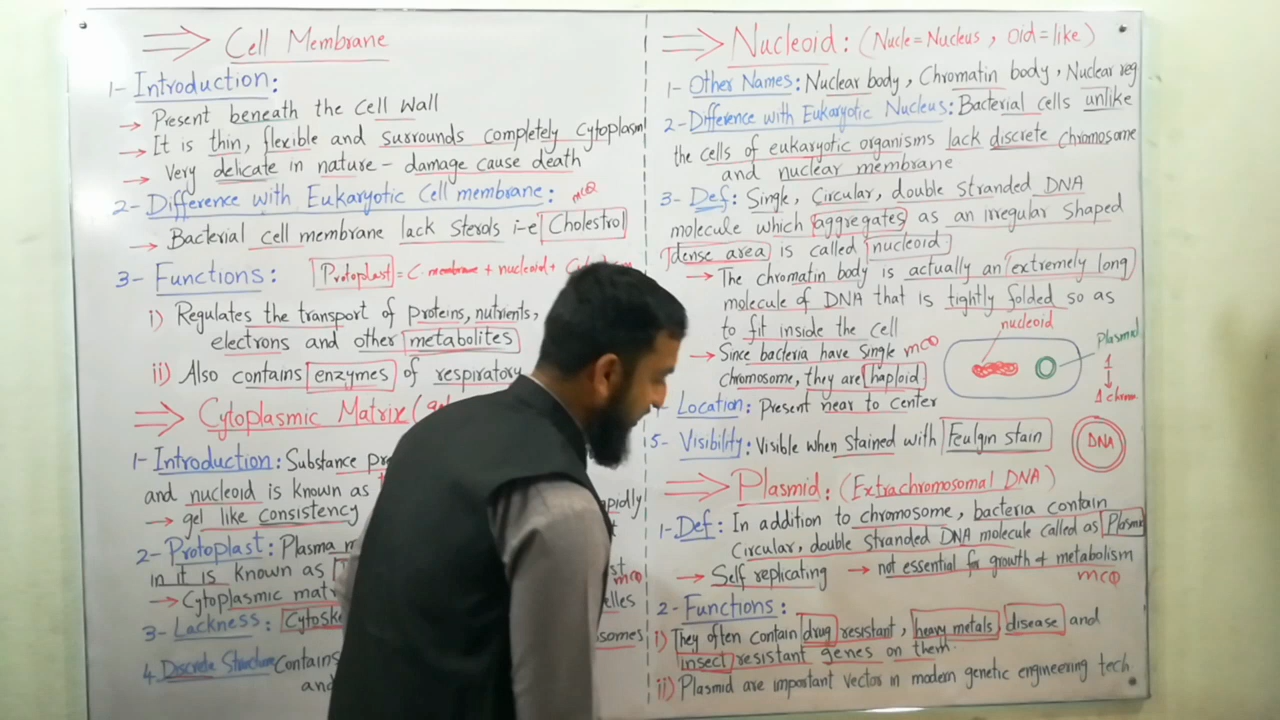 ⇒ Cell Membrane
1- Introduction:
→ Present beneath the cell wall
→ It is thin, flexible and surrounds completely cytoplasm
→ Very delicate in nature - damage cause death
2- Difference with Eukaryotic Cell membrane: mcq
→ Bacterial cell membrane lack sterols i-e Cholestrol
3- Functions: Protoplast = C. membrane + nucleoid +
i) Regulates the transport of proteins, nutrients,
electrons and other metabolites
ii) Also contains enzymes of respiratory
⇒ Cytoplasmic Matrix (
1- Introduction: Substance
and nucleoid is known as
→ gel like consistency
2- Protoplast: Plasma
in it is known as
→ Cytoplasmic
mcq
3- Lackness:
4. Discrete Structure Contains
and
⇒ Nucleoid: (Nucle = Nucleus, oid = like)
1- Other Names: Nuclear body, Chromatin body, Nuclear reg
2- Difference with Eukaryotic Nucleus: Bacterial cells unlike
the cells of eukaryotic organisms lack discrete chromosome
and nuclear membrane
3- Def: Single, Circular, double stranded DNA
molecule which aggregates as an irregular shaped
dense area is called nucleoid.
→ The chromatin body is actually an extremely long
molecule of DNA that is tightly folded so as
to fit inside the cell
→ Since bacteria have single mcq
chromosome, they are haploid
nucleoid
Plasmid
1
↓
1 chrom
Location: Present near to center
5- Visibility: Visible when stained with Feulgin stain
DNA
⇒ Plasmid: (Extrachromosomal DNA)
1- Def: In addition to chromosome, bacteria contain
Circular, double stranded DNA molecule called as Plasmi
→ Self replicating → not essential for growth & metabolism
mcq
2- Functions:
i) They often contain drug resistant, heavy metals, disease and
insect resistant genes on them.
ii) Plasmid are important vector in modern genetic engineering tech.